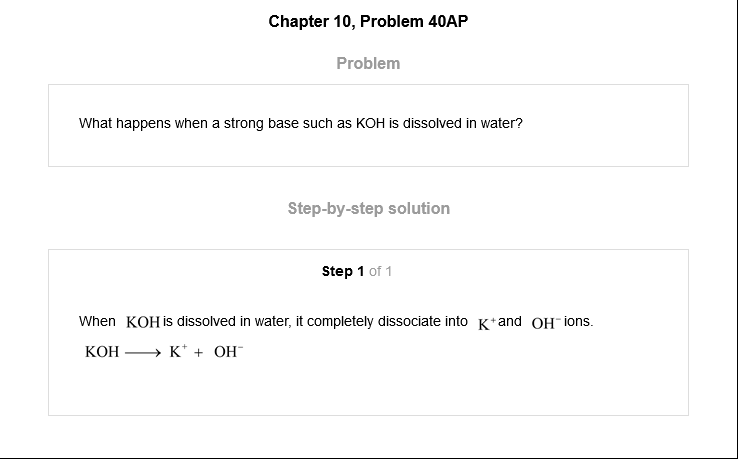 Chapter 10, Problem 40AP
Problem
What happens when a strong base such as KOH is dissolved in water?
Step-by-step solution
Step 1 of 1
When KOH is dissolved in water, it completely dissociate into K⁺ and OH⁻ ions.
KOH ⟶ K⁺ + OH⁻